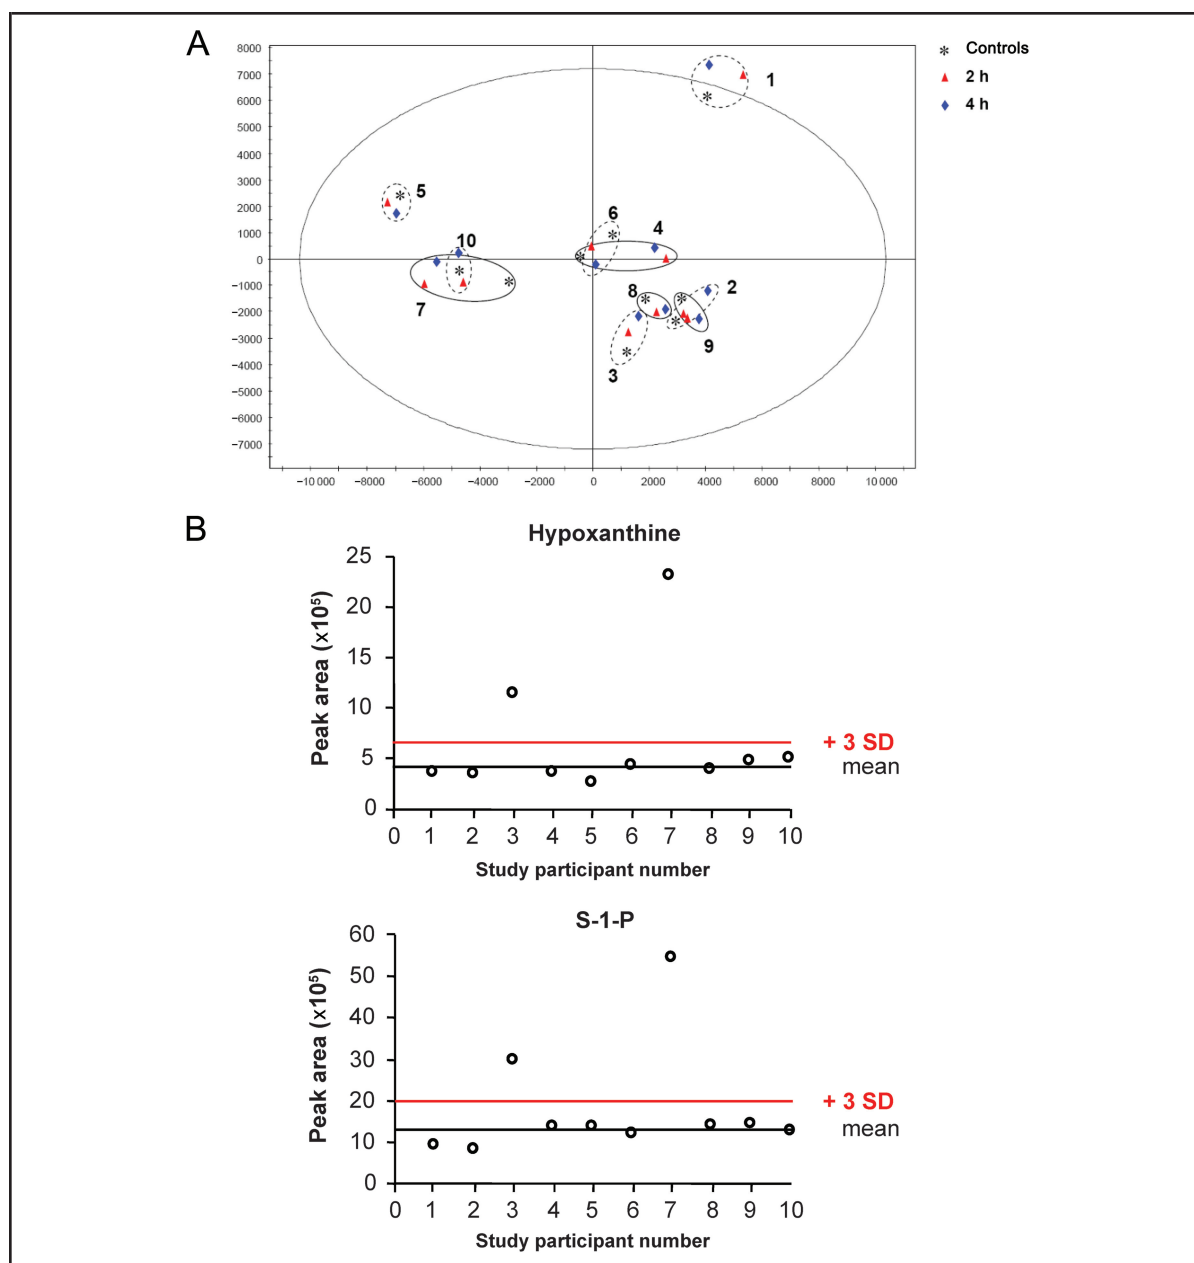 A
8000
7000
6000
5000
4000
3000
2000
1000
0
−1000
−2000
−3000
−4000
−5000
−6000
−7000
−10 000 −8000 −6000 −4000 −2000 0 2000 4000 6000 8000 10 000
1
5
6
4
10
7
8
2
9
3
* Controls
2 h
4 h
B
Hypoxanthine
Peak area (x10⁵)
25
20
15
10
5
0
+ 3 SD
mean
0 1 2 3 4 5 6 7 8 9 10
Study participant number
S-1-P
Peak area (x10⁵)
60
50
40
30
20
10
0
+ 3 SD
mean
0 1 2 3 4 5 6 7 8 9 10
Study participant number